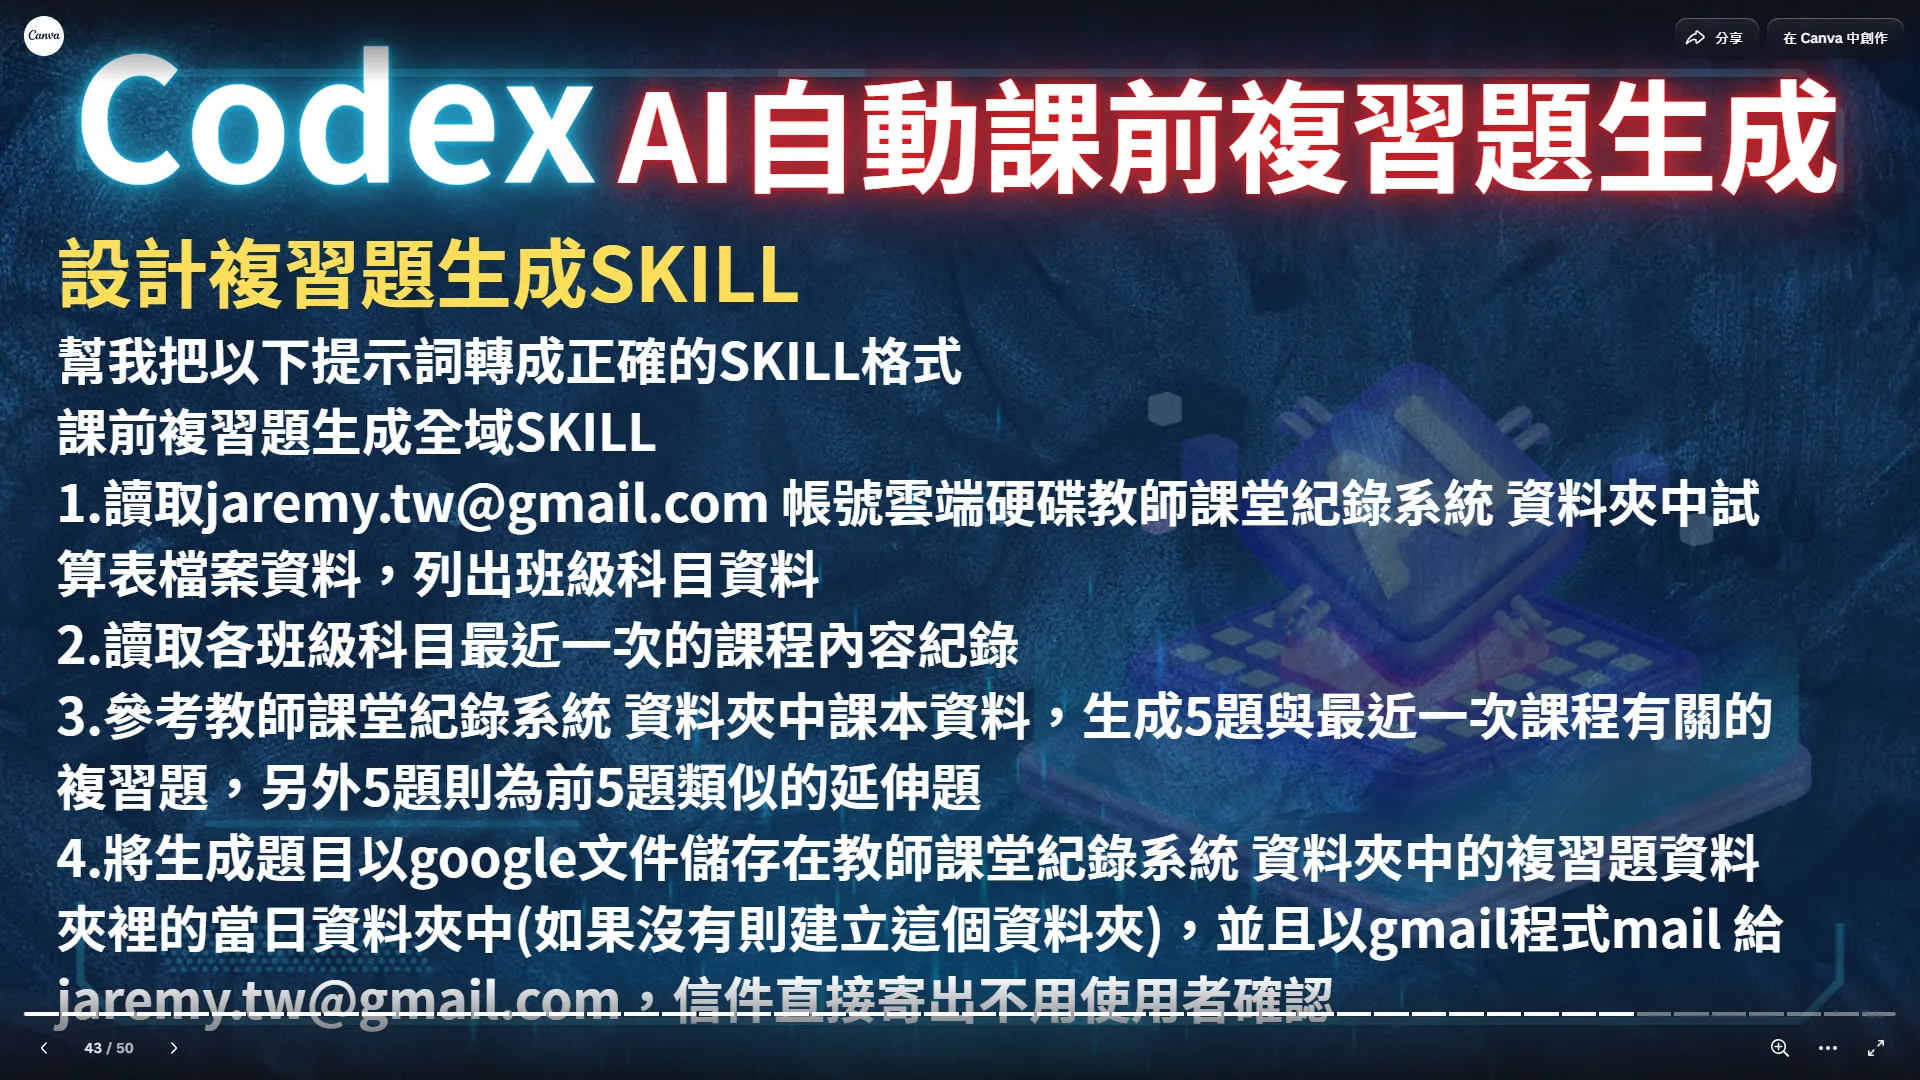 Canva
分享
在 Canva 中創作
Codex AI自動課前複習題生成
設計複習題生成SKILL
幫我把以下提示詞轉成正確的SKILL格式
課前複習題生成全域SKILL
1.讀取jaremy.tw@gmail.com 帳號雲端硬碟教師課堂紀錄系統 資料夾中試
算表檔案資料，列出班級科目資料
2.讀取各班級科目最近一次的課程內容紀錄
3.參考教師課堂紀錄系統 資料夾中課本資料，生成5題與最近一次課程有關的
複習題，另外5題則為前5題類似的延伸題
4.將生成題目以google文件儲存在教師課堂紀錄系統 資料夾中的複習題資料
夾裡的當日資料夾中(如果沒有則建立這個資料夾)，並且以gmail程式mail 給
jaremy.tw@gmail.com，信件直接寄出不用使用者確認
43 / 50